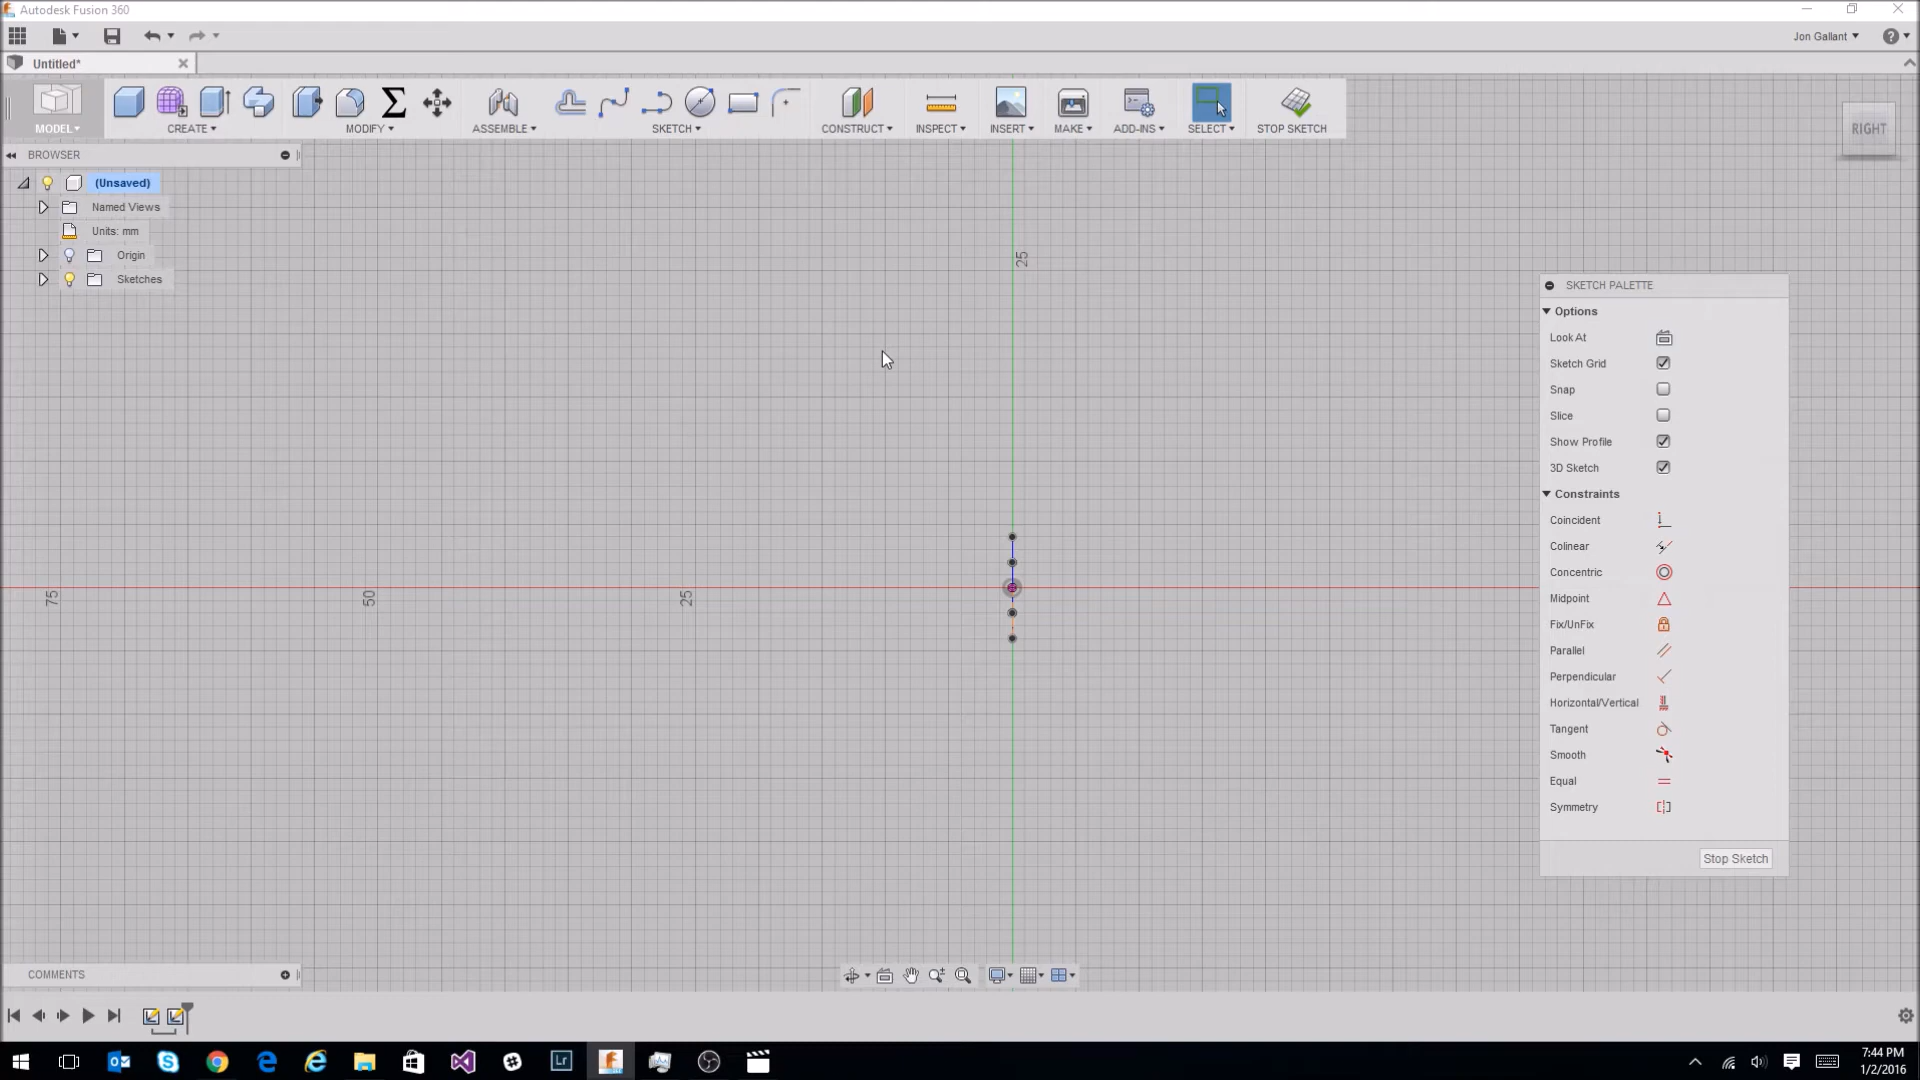 Autodesk Fusion 360
Jon Gallant
Untitled*
MODEL
CREATE
MODIFY
ASSEMBLE
SKETCH
CONSTRUCT
INSPECT
INSERT
MAKE
ADD-INS
SELECT
STOP SKETCH
RIGHT
BROWSER
(Unsaved)
Named Views
Units: mm
Origin
Sketches
25
75
50
25
SKETCH PALETTE
Options
Look At
Sketch Grid
Snap
Slice
Show Profile
3D Sketch
Constraints
Coincident
Colinear
Concentric
Midpoint
Fix/UnFix
Parallel
Perpendicular
Horizontal/Vertical
Tangent
Smooth
Equal
Symmetry
Stop Sketch
COMMENTS
Lr
7:44 PM
1/2/2016